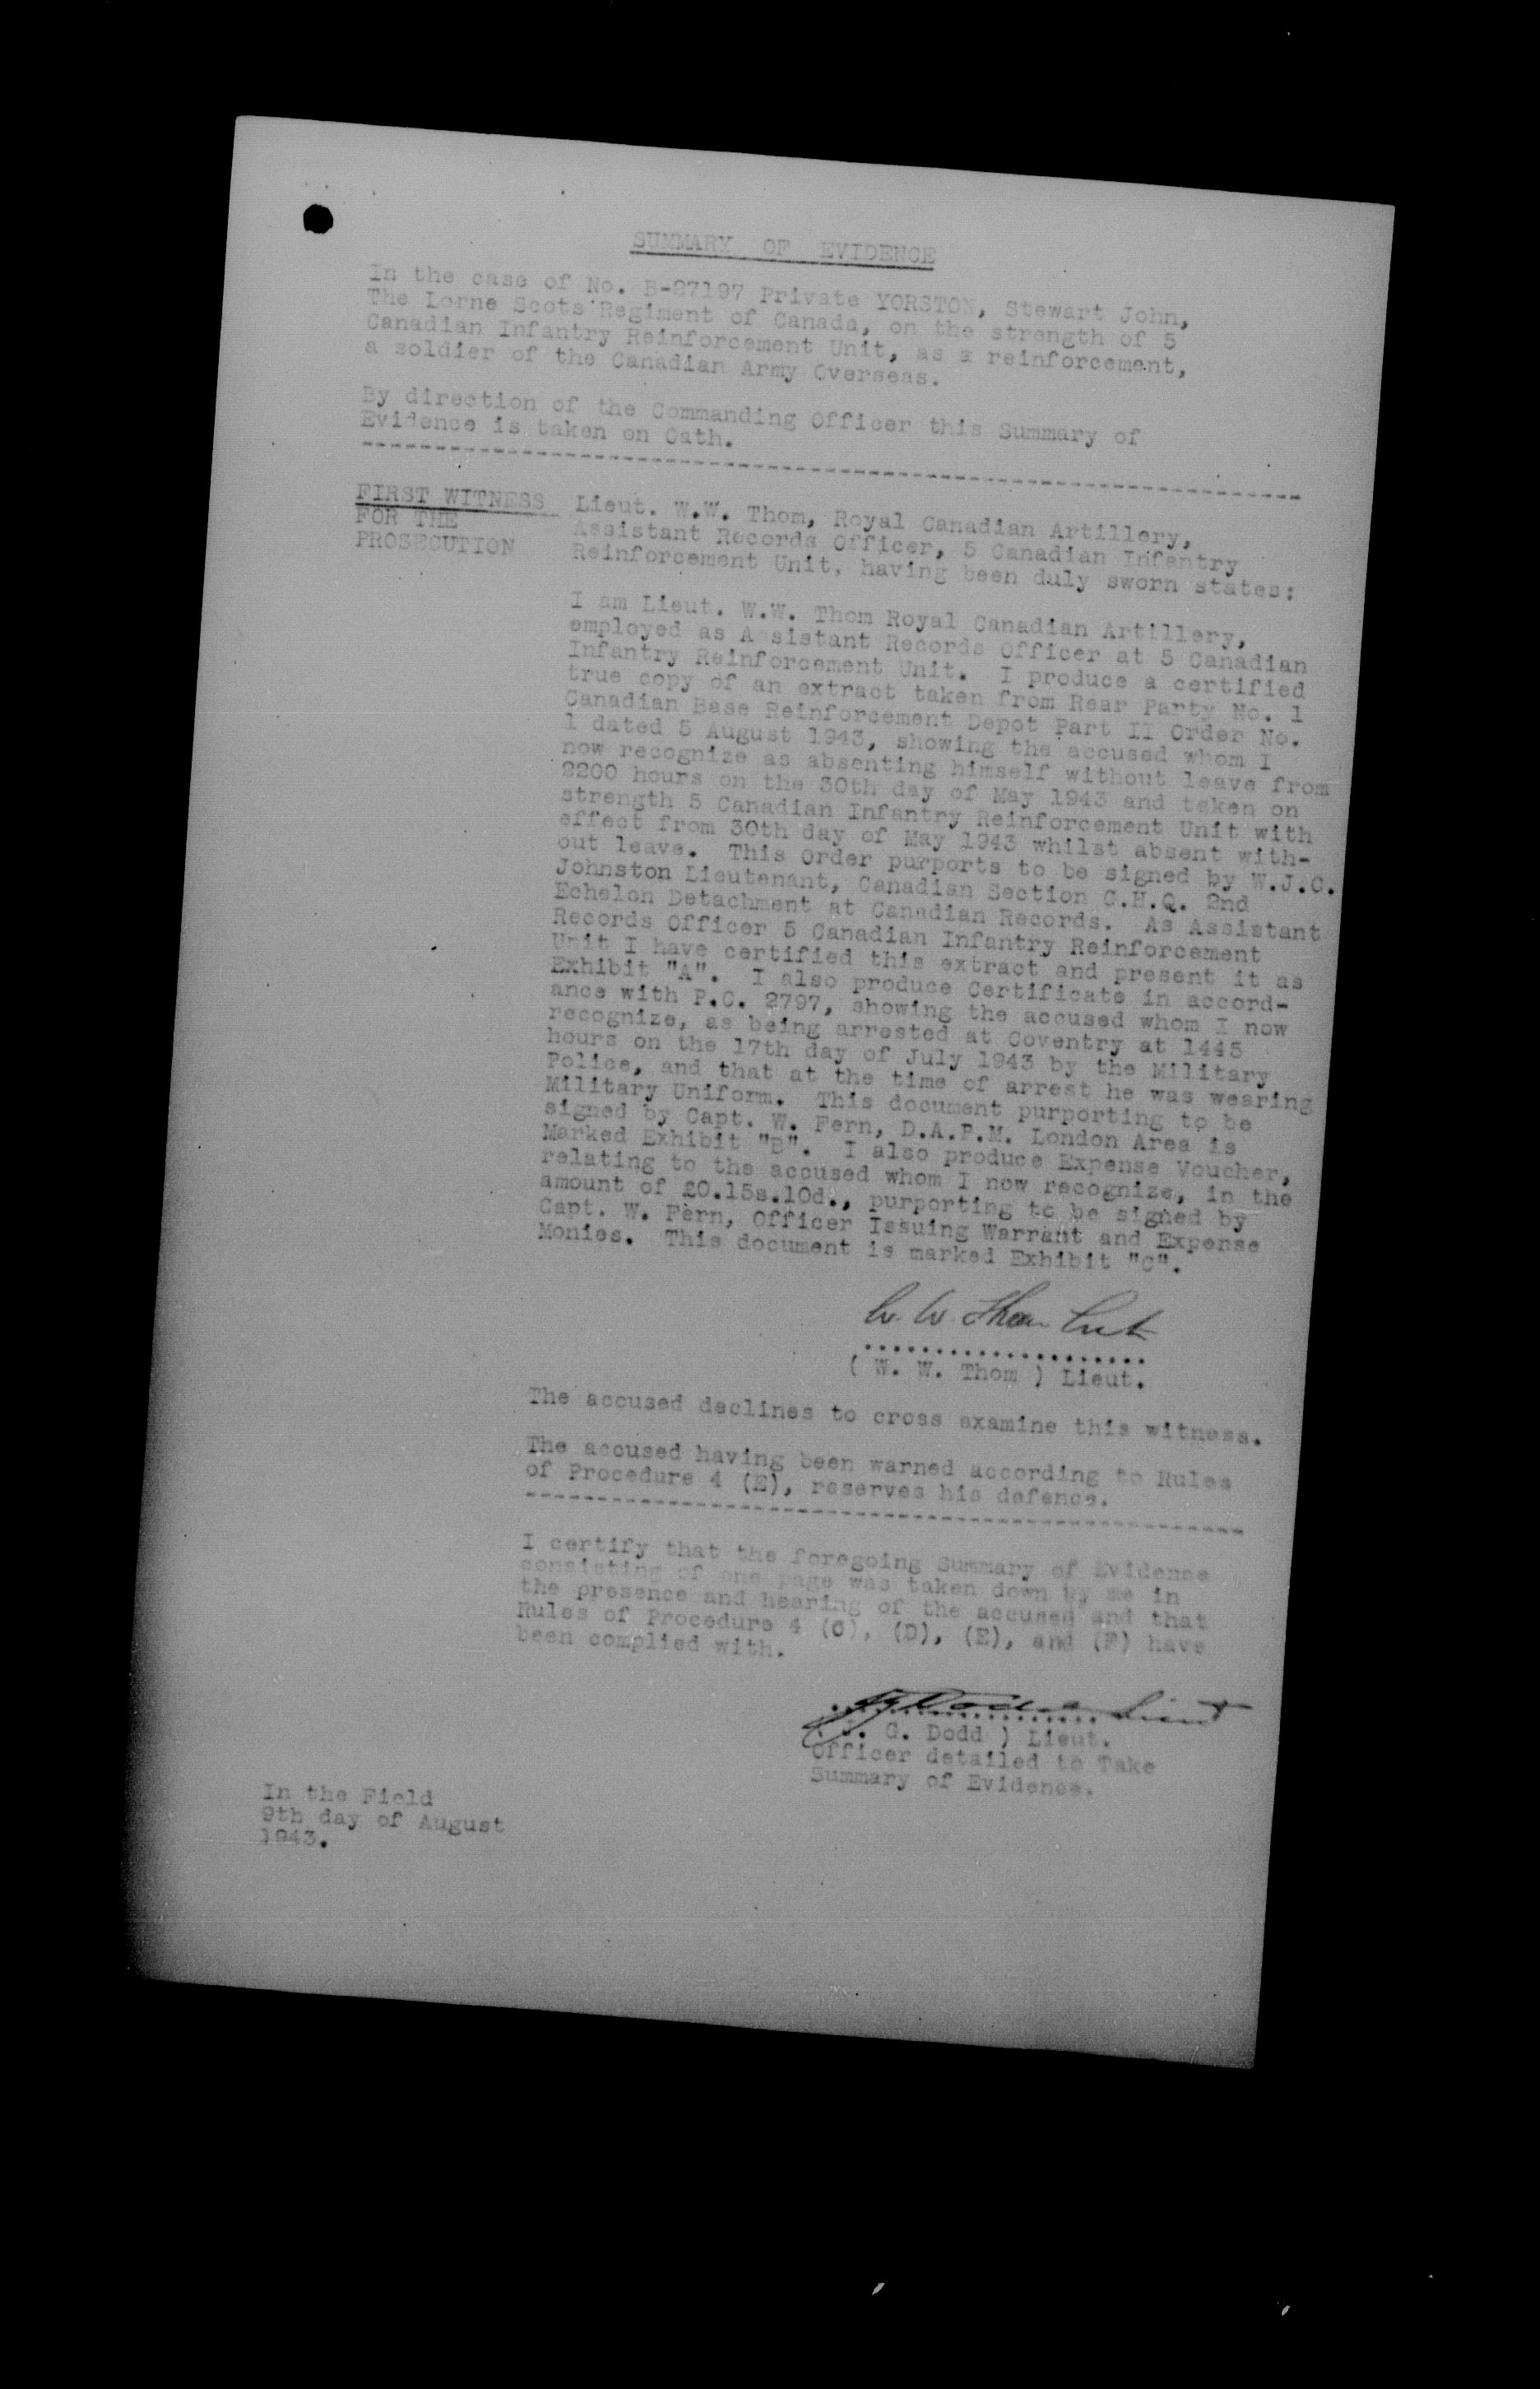 SUMMARY OF EVIDENCE
In the case of No. B-27197 Private YORSTON, Stewart John,
The Lorne Scots Regiment of Canada, on the strength of 5
Canadian Infantry Reinforcement Unit, as a reinforcement,
a soldier of the Canadian Army Overseas.
By direction of the Commanding Officer this Summary of
Evidence is taken on Oath.
FIRST WITNESS
FOR THE
PROSECUTION
Lieut. W.W. Thom, Royal Canadian Artillery,
Assistant Records Officer, 5 Canadian Infantry
Reinforcement Unit, having been duly sworn states:
I am Lieut. W.W. Thom Royal Canadian Artillery,
employed as A sistant Records Officer at 5 Canadian
Infantry Reinforcement Unit. I produce a certified
true copy of an extract taken from Rear Party No. 1
Canadian Base Reinforcement Depot Part II Order No.
1 dated 5 August 1943, showing the accused whom I
now recognize as absenting himself without leave from
2200 hours on the 30th day of May 1943 and taken on
strength 5 Canadian Infantry Reinforcement Unit with
effect from 30th day of May 1943 whilst absent with-
out leave. This Order purports to be signed by W.J.C.
Johnston Lieutenant, Canadian Section G.H.Q. 2nd
Echelon Detachment at Canadian Records. As Assistant
Records Officer 5 Canadian Infantry Reinforcement
Unit I have certified this extract and present it as
Exhibit "A". I also produce Certificate in accord-
ance with P.C. 2797, showing the accused whom I now
recognize, as being arrested at Coventry at 1445
hours on the 17th day of July 1943 by the Military
Police, and that at the time of arrest he was wearing
Military Uniform. This document purporting to be
signed by Capt. W. Fern, D.A.P.M. London Area is
Marked Exhibit "B". I also produce Expense Voucher,
relating to the accused whom I now recognize, in the
amount of £0.15s.10d., purporting to be signed by
Capt. W. Fern, Officer Issuing Warrant and Expense
Monies. This document is marked Exhibit "C".
W. W. Thom Lieut
....................
( W. W. Thom ) Lieut.
The accused declines to cross examine this witness.
The accused having been warned according to Rules
of Procedure 4 (E), reserves his defence.
I certify that the foregoing Summary of Evidence
consisting of one page was taken down by me in
the presence and hearing of the accused and that
Rules of Procedure 4 (C), (D), (E), and (F) have
been complied with.
Dodd Lieut
G. Dodd ) Lieut.
Officer detailed to Take
Summary of Evidence.
In the Field
9th day of August
1943.